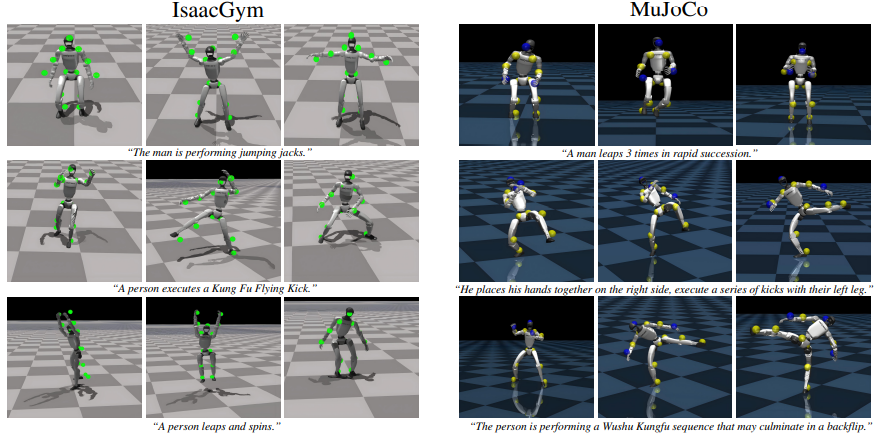 IsaacGym
MuJoCo
“The man is performing jumping jacks.”
“A man leaps 3 times in rapid succession.”
“A person executes a Kung Fu Flying Kick.”
“He places his hands together on the right side, execute a series of kicks with their left leg.”
“A person leaps and spins.”
“The person is performing a Wushu Kungfu sequence that may culminate in a backflip.”